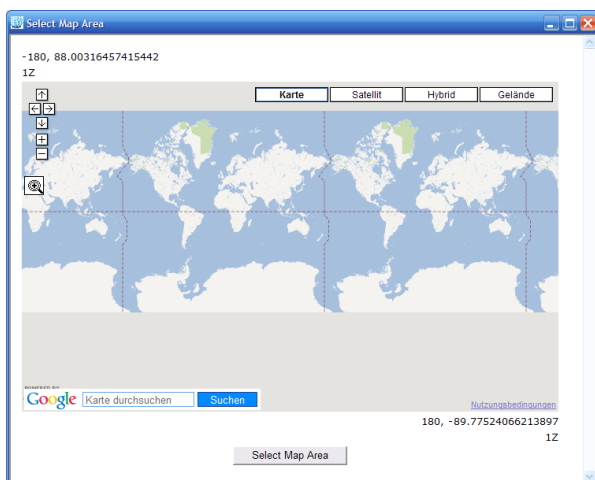 Select Map Area
-180, 88.00316457415442
1Z
Karte Satellit Hybrid Gelände
POWERED BY
Google Karte durchsuchen Suchen
Nutzungsbedingungen
180, -89.77524066213897
1Z
Select Map Area